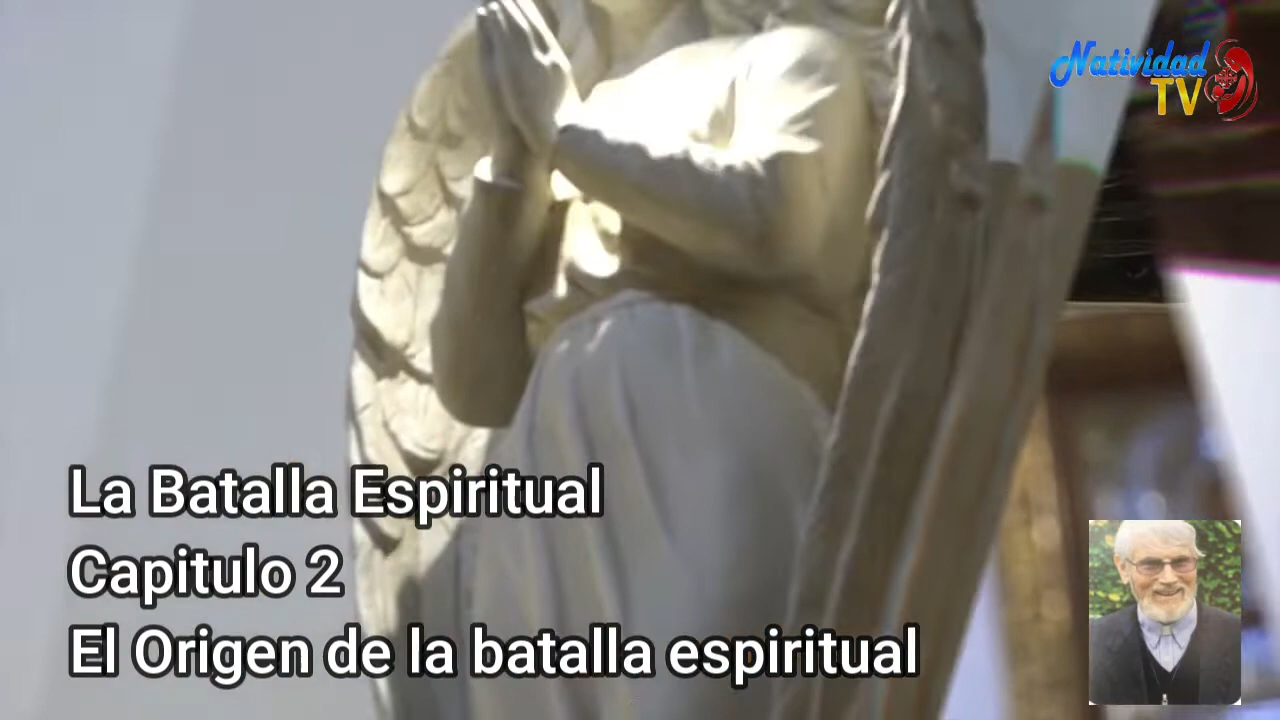 Natividad
TV
La Batalla Espiritual
Capitulo 2
El Origen de la batalla espiritual